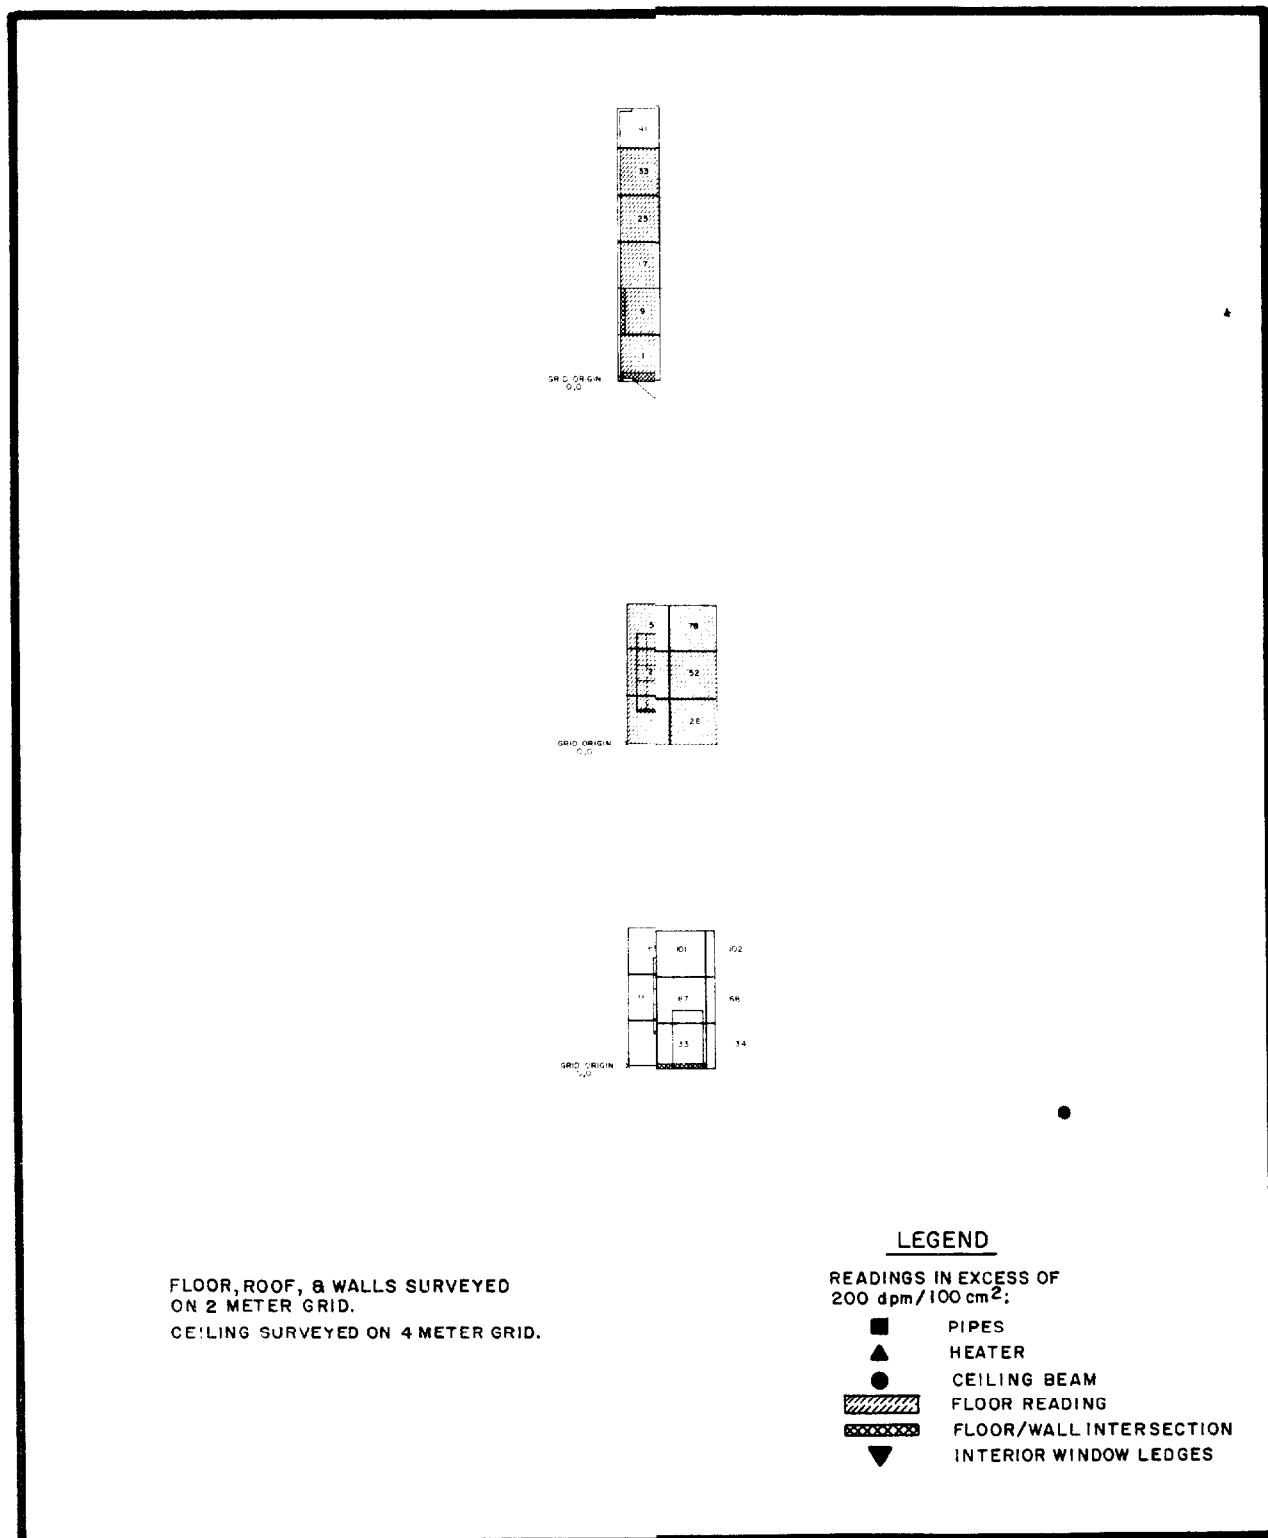 41
33
25
17
9
1
GRID ORIGIN
0,0
5 78
2 52
26
GRID ORIGIN
0,0
101 102
67 68
33 34
GRID ORIGIN
0,0
LEGEND
READINGS IN EXCESS OF
200 dpm/100 cm²:
PIPES
HEATER
CEILING BEAM
FLOOR READING
FLOOR/WALL INTERSECTION
INTERIOR WINDOW LEDGES
FLOOR, ROOF, & WALLS SURVEYED
ON 2 METER GRID.
CEILING SURVEYED ON 4 METER GRID.